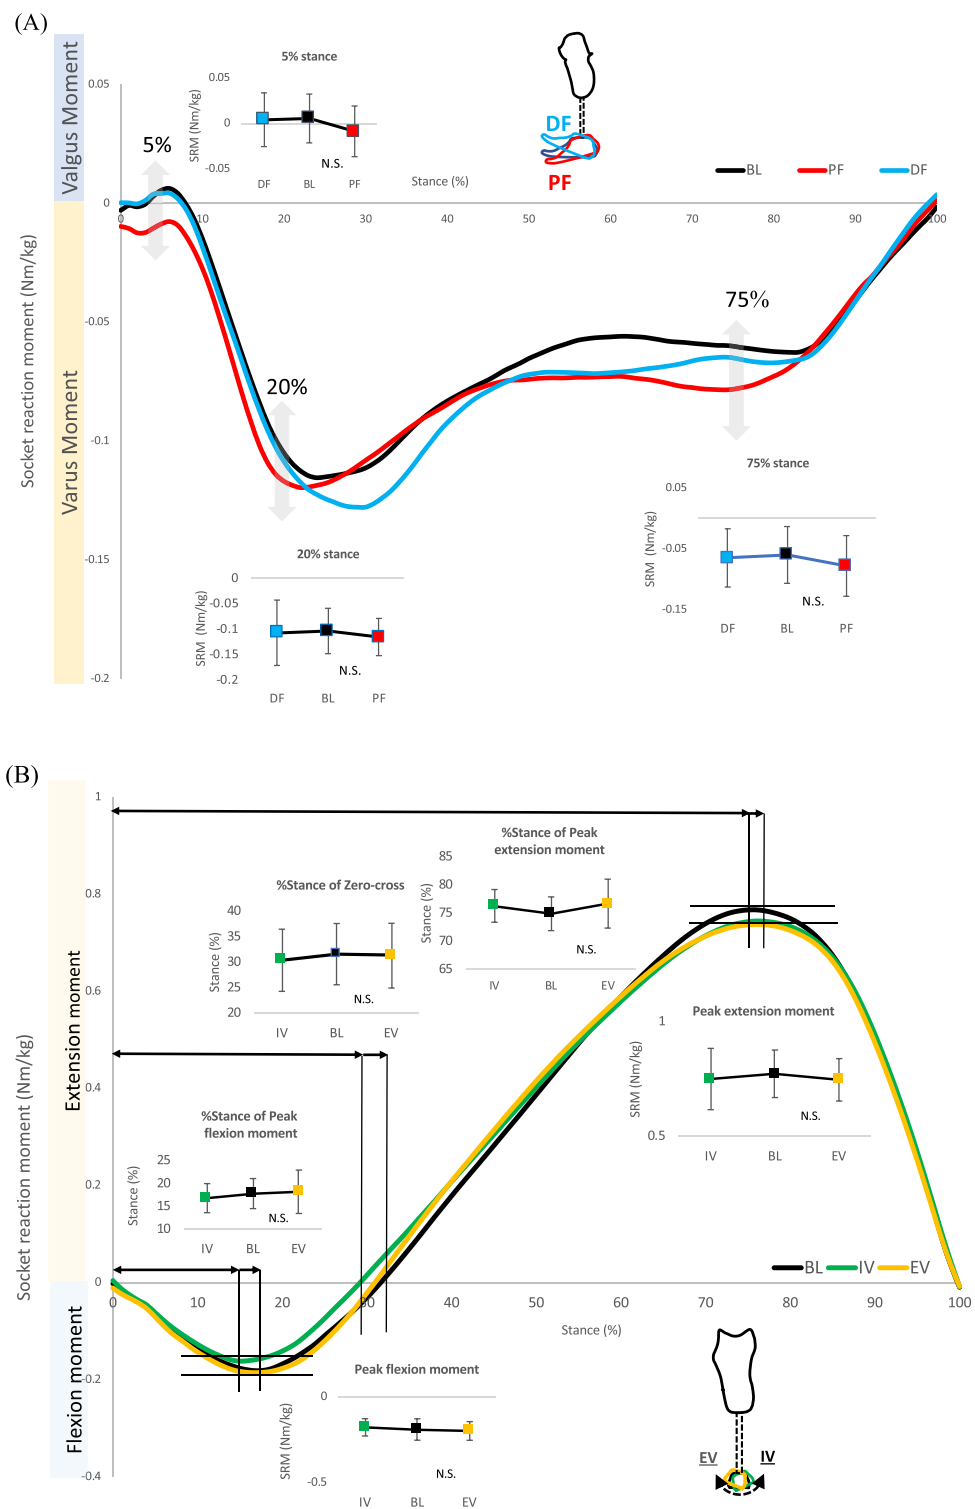 (A)
Valgus Moment
Varus Moment
Socket reaction moment (Nm/kg)
0.05
0
-0.05
-0.1
-0.15
-0.2
5% stance
SRM (Nm/kg)
0.05
0
-0.05
N.S.
DF BL PF
Stance (%)
5%
DF
PF
BL PF DF
0 10 20 30 40 50 60 70 80 90 100
75%
20%
75% stance
SRM (Nm/kg)
0.05
-0.05
-0.15
N.S.
DF BL PF
20% stance
SRM (Nm/kg)
0
-0.05
-0.1
-0.15
-0.2
N.S.
DF BL PF
(B)
Extension moment
Flexion moment
Socket reaction moment (Nm/kg)
1
0.8
0.6
0.4
0.2
0
-0.2
-0.4
%Stance of Peak
extension moment
Stance (%)
85
80
75
70
65
N.S.
IV BL EV
%Stance of Zero-cross
Stance (%)
40
35
30
25
20
N.S.
IV BL EV
Peak extension moment
SRM (Nm/kg)
1
0.5
N.S.
IV BL EV
%Stance of Peak
flexion moment
Stance (%)
25
20
15
10
N.S.
IV BL EV
BL IV EV
0 10 20 30 40 50 60 70 80 90 100
Stance (%)
Peak flexion moment
SRM (Nm/kg)
0
-0.5
N.S.
IV BL EV
EV IV